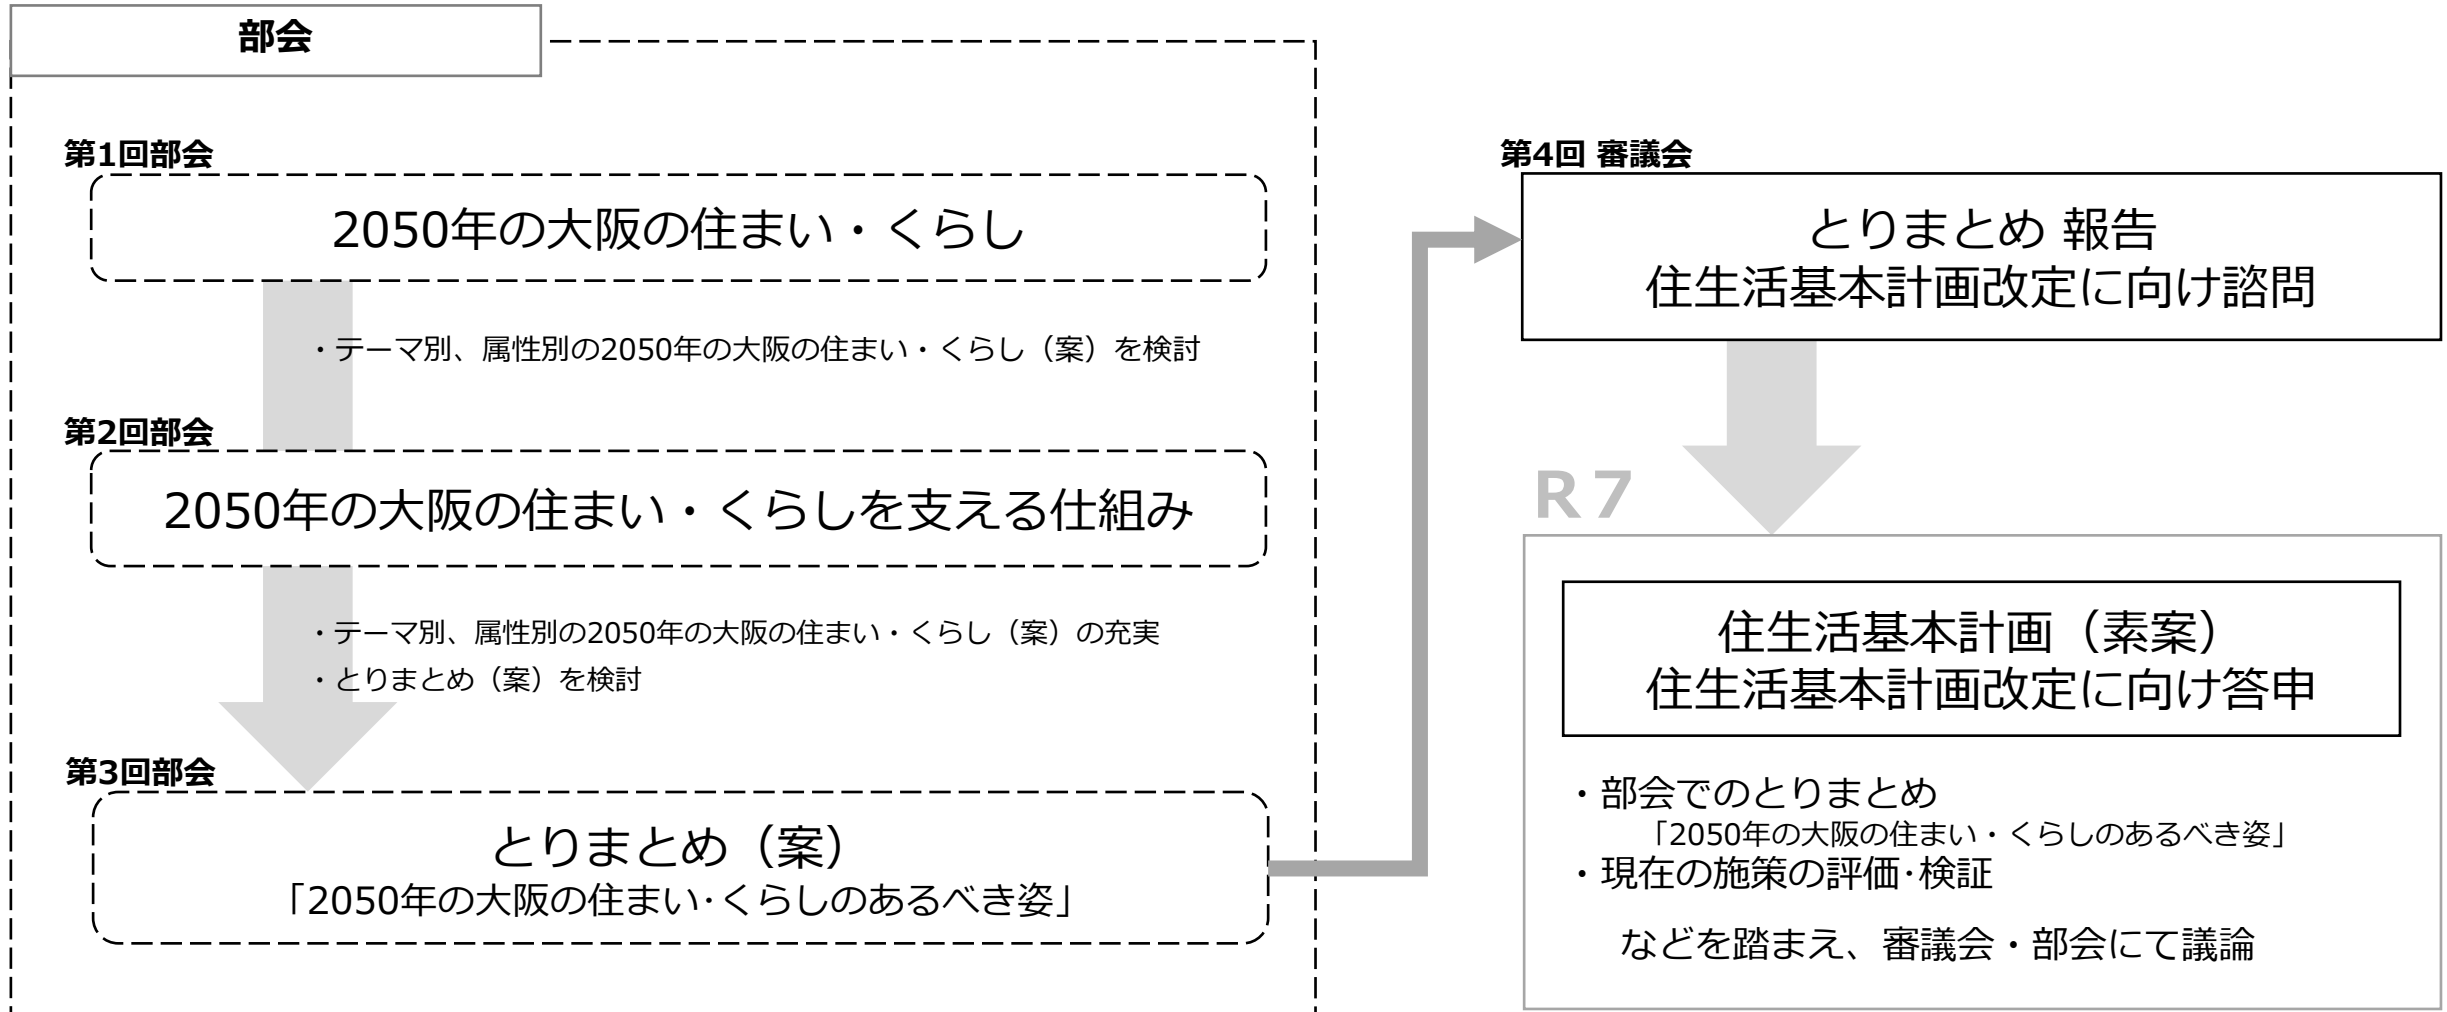 部会
第1回部会
2050年の大阪の住まい・くらし
・テーマ別、属性別の2050年の大阪の住まい・くらし（案）を検討
第2回部会
2050年の大阪の住まい・くらしを支える仕組み
・テーマ別、属性別の2050年の大阪の住まい・くらし（案）の充実
・とりまとめ（案）を検討
第3回部会
とりまとめ（案）
「2050年の大阪の住まい･くらしのあるべき姿」
第4回 審議会
とりまとめ 報告
住生活基本計画改定に向け諮問
Ｒ７
住生活基本計画（素案）
住生活基本計画改定に向け答申
・部会でのとりまとめ
「2050年の大阪の住まい・くらしのあるべき姿」
・現在の施策の評価･検証
などを踏まえ、審議会・部会にて議論